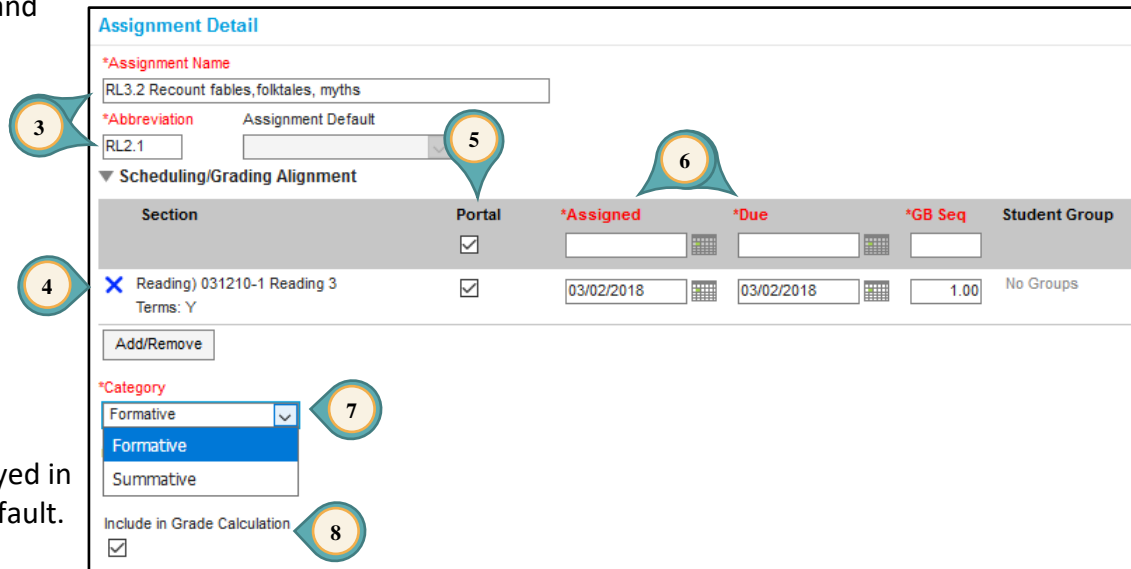 and
Assignment Detail
*Assignment Name
RL3.2 Recount fables,folktales, myths
3
*Abbreviation Assignment Default
5
6
RL2.1
Scheduling/Grading Alignment
Section Portal *Assigned *Due *GB Seq Student Group
4
Reading) 031210-1 Reading 3 03/02/2018 03/02/2018 1.00 No Groups
Terms: Y
Add/Remove
*Category
Formative
7
Formative
yed in
Summative
fault.
Include in Grade Calculation
8